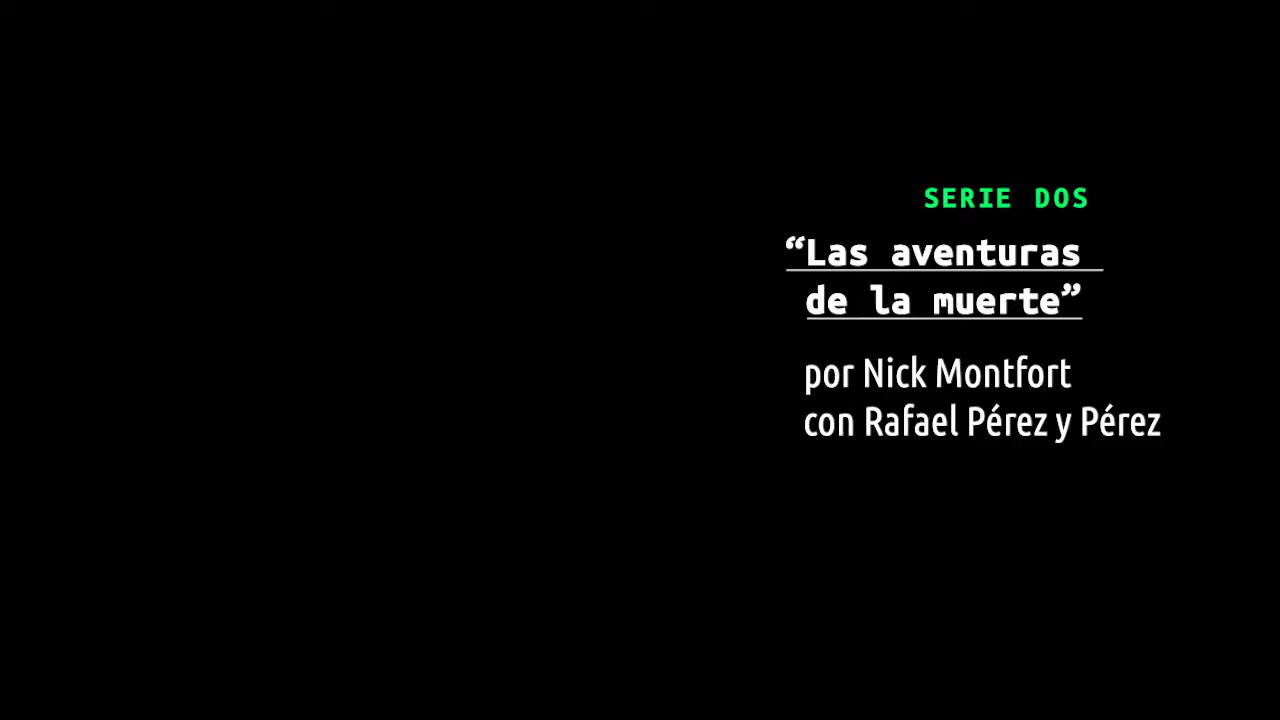 SERIE DOS
“Las aventuras
de la muerte”
por Nick Montfort
con Rafael Pérez y Pérez